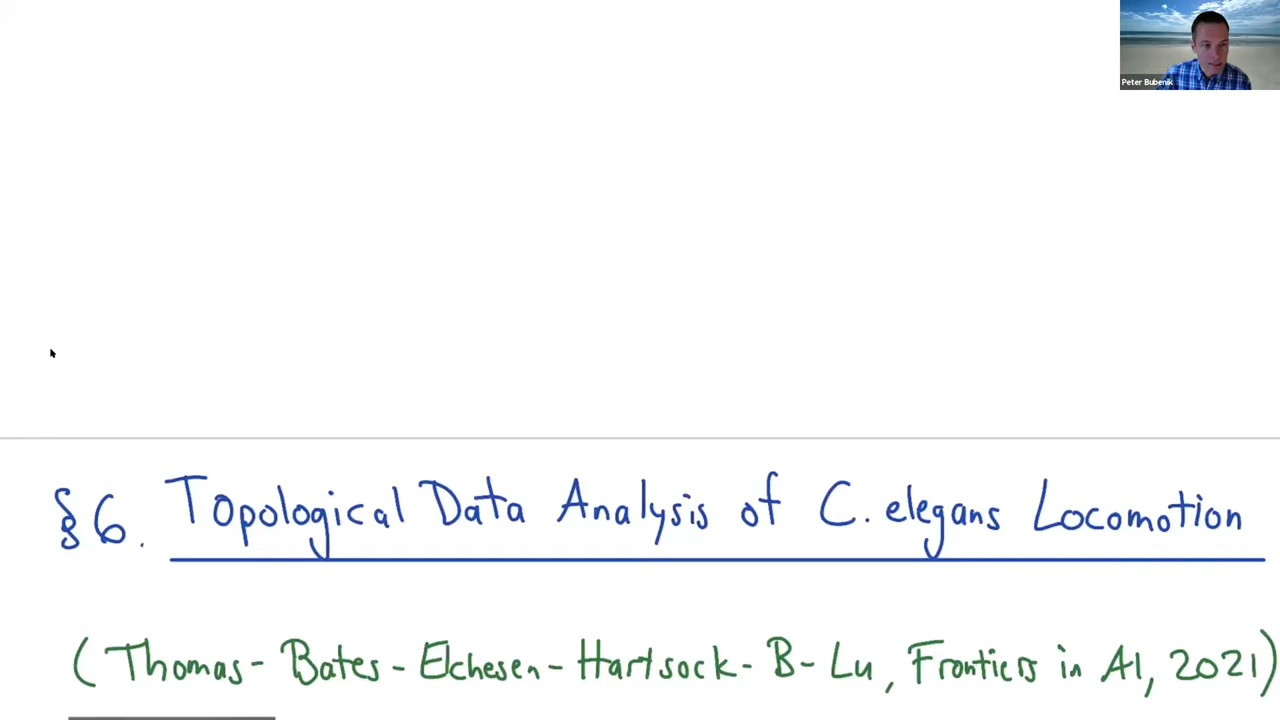 Peter Bubenik
§6. Topological Data Analysis of C. elegans Locomotion
(Thomas-Bates-Elchesen-Hartsock-B-Lu, Frontiers in AI, 2021)